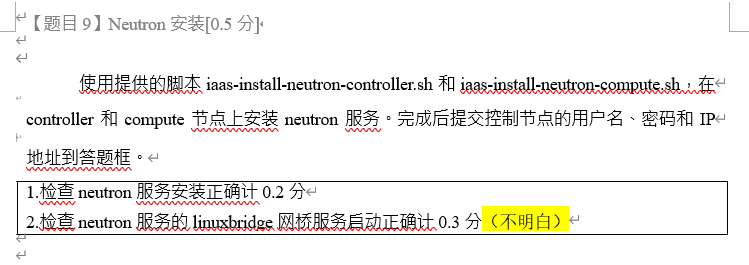 【题目9】Neutron 安装[0.5 分]
使用提供的脚本 iaas-install-neutron-controller.sh 和 iaas-install-neutron-compute.sh，在
controller 和 compute 节点上安装 neutron 服务。完成后提交控制节点的用户名、密码和 IP
地址到答题框。
1.检查 neutron 服务安装正确计 0.2 分
2.检查 neutron 服务的 linuxbridge 网桥服务启动正确计 0.3 分（不明白）